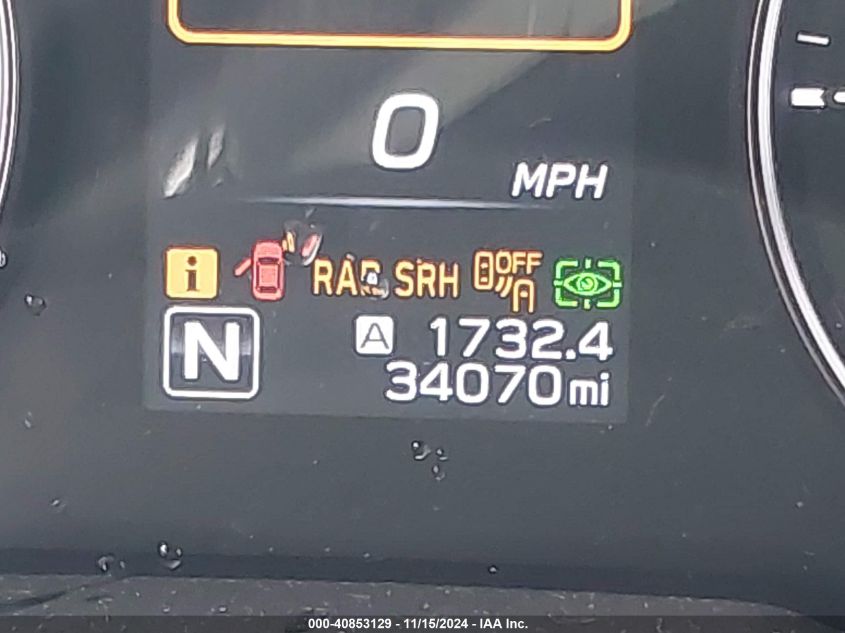 0
MPH
i RAB SRH OFF
N A 1732.4
34070mi
000-40853129 - 11/15/2024 - IAA Inc.